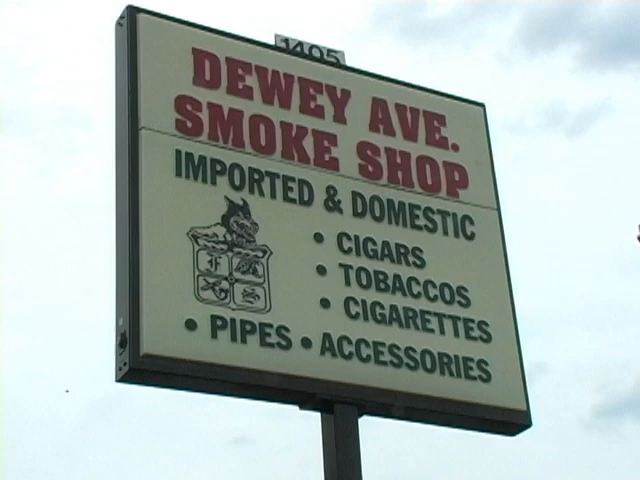 1405
DEWEY AVE.
SMOKE SHOP
IMPORTED & DOMESTIC
• CIGARS
• TOBACCOS
• CIGARETTES
• PIPES • ACCESSORIES